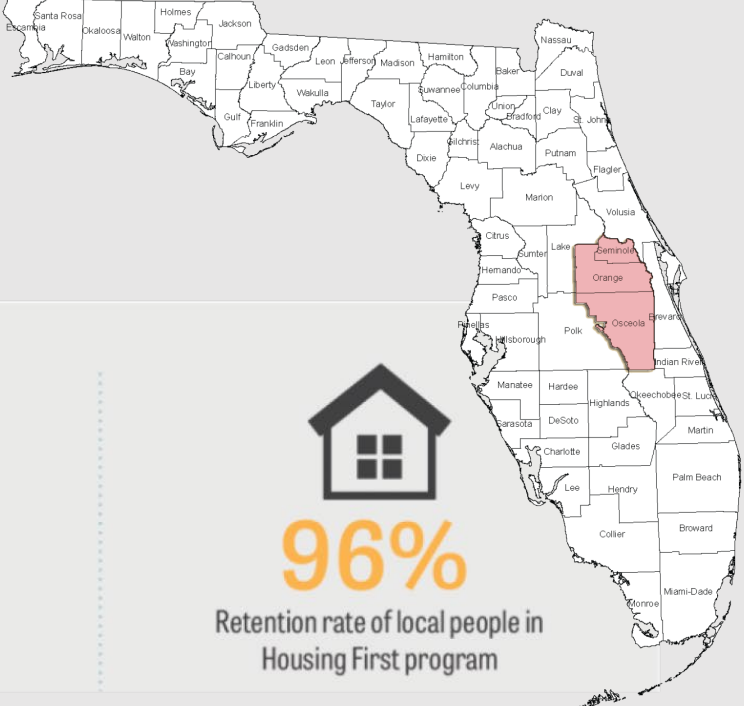 Holmes
Santa Rosa
Jackson
Escambia
Okaloosa
Walton
Washington
Gadsden
Hamilton
Nassau
Calhoun
Leon
Jefferson
Madison
Bay
Baker
Duval
Liberty
Suwannee
Columbia
Wakulla
Taylor
Union
Bradford
Clay
Gulf
Franklin
Lafayette
St. John
Gilchrist
Alachua
Putnam
Dixie
Flagler
Levy
Marion
Volusia
Citrus
Lake
Sumter
Seminole
Hernando
Orange
Pasco
Brevard
Pinellas
Hillsborough
Polk
Osceola
Indian River
Manatee
Hardee
Highlands
Okeechobee
St. Luci
Sarasota
DeSoto
Martin
Charlotte
Glades
Lee
Hendry
Palm Beach
Collier
Broward
Miami-Dade
Monroe
96%
Retention rate of local people in
Housing First program